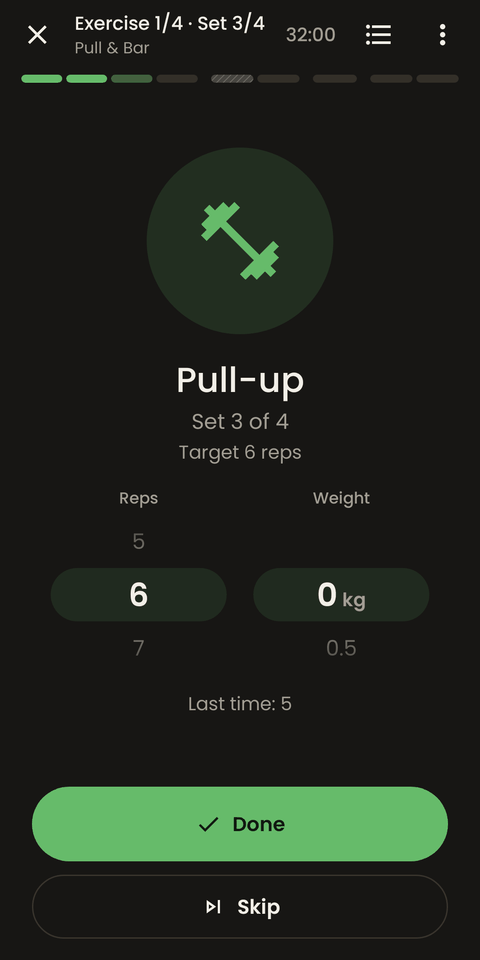 Exercise 1/4 · Set 3/4
Pull & Bar
32:00
Pull-up
Set 3 of 4
Target 6 reps
Reps
Weight
5
6
0 kg
7
0.5
Last time: 5
Done
Skip